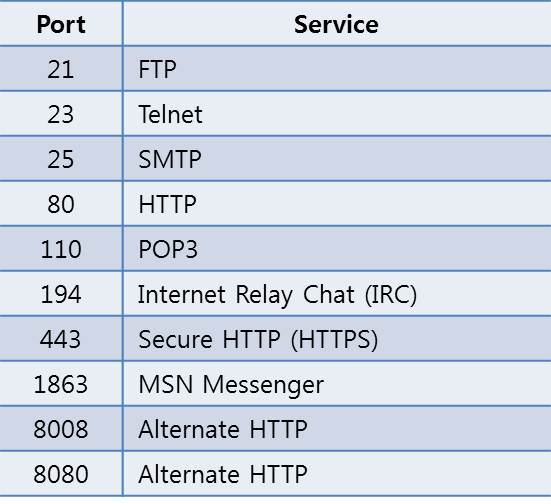 Port Service
21 FTP
23 Telnet
25 SMTP
80 HTTP
110 POP3
194 Internet Relay Chat (IRC)
443 Secure HTTP (HTTPS)
1863 MSN Messenger
8008 Alternate HTTP
8080 Alternate HTTP